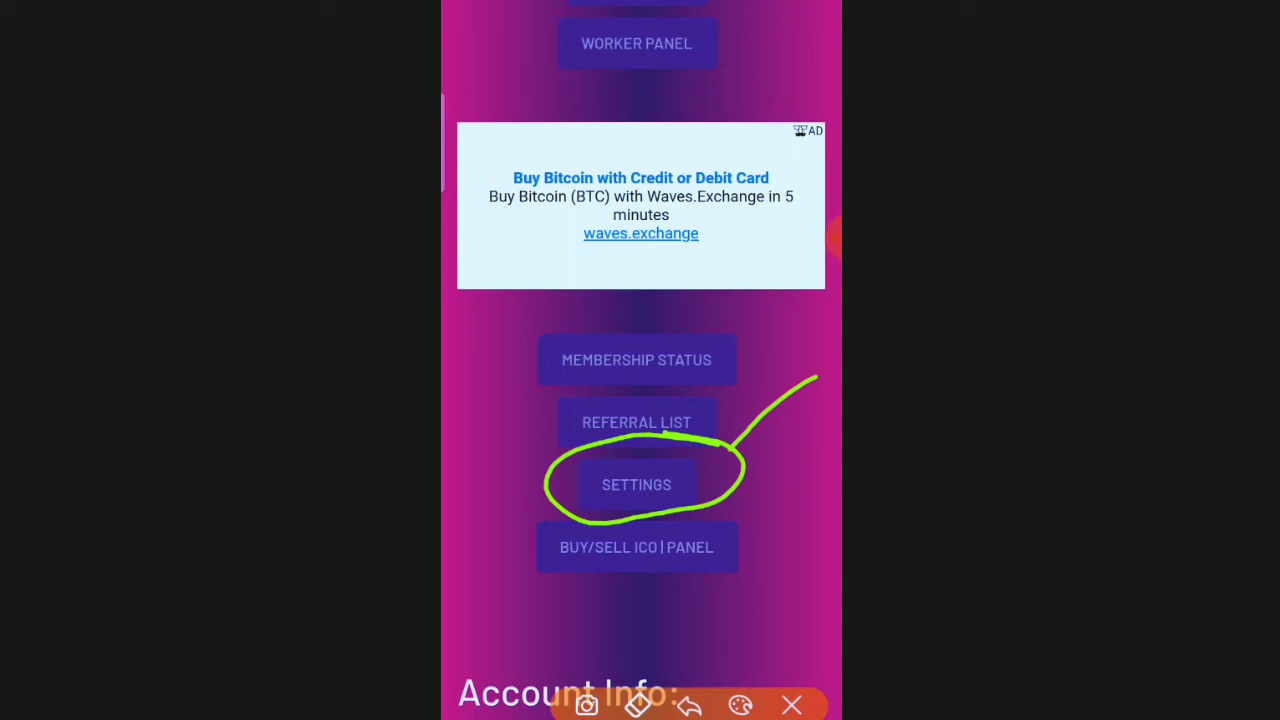 WORKER PANEL
AD
Buy Bitcoin with Credit or Debit Card
Buy Bitcoin (BTC) with Waves.Exchange in 5
minutes
waves.exchange
MEMBERSHIP STATUS
REFERRAL LIST
SETTINGS
BUY/SELL ICO | PANEL
Account Info: